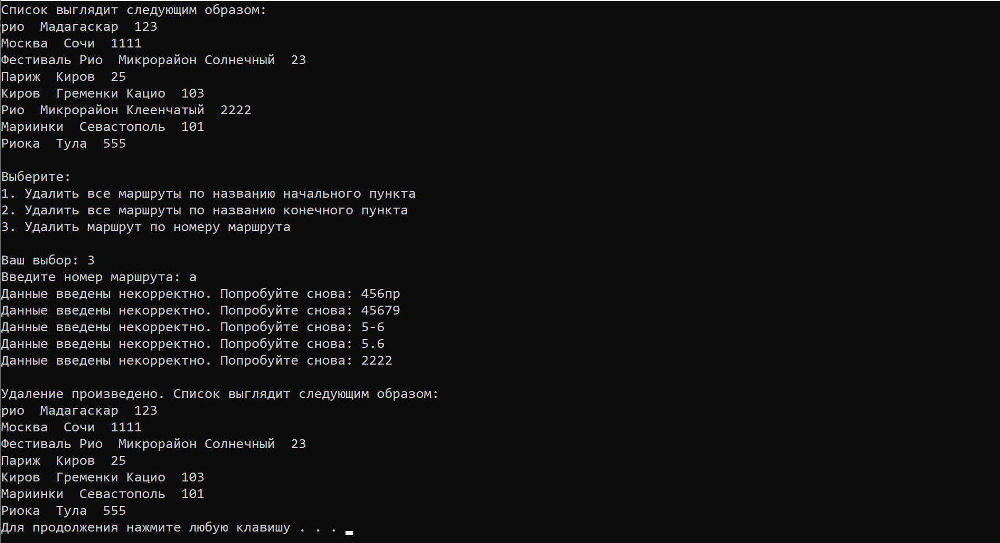 Список выглядит следующим образом:
рио  Мадагаскар  123
Москва  Сочи  1111
Фестиваль Рио  Микрорайон Солнечный  23
Париж  Киров  25
Киров  Гременки Кацио  103
Рио  Микрорайон Клеенчатый  2222
Мариинки  Севастополь  101
Риока  Тула  555

Выберите:
1. Удалить все маршруты по названию начального пункта
2. Удалить все маршруты по названию конечного пункта
3. Удалить маршрут по номеру маршрута

Ваш выбор: 3
Введите номер маршрута: а
Данные введены некорректно. Попробуйте снова: 456пр
Данные введены некорректно. Попробуйте снова: 45679
Данные введены некорректно. Попробуйте снова: 5-6
Данные введены некорректно. Попробуйте снова: 5.6
Данные введены некорректно. Попробуйте снова: 2222

Удаление произведено. Список выглядит следующим образом:
рио  Мадагаскар  123
Москва  Сочи  1111
Фестиваль Рио  Микрорайон Солнечный  23
Париж  Киров  25
Киров  Гременки Кацио  103
Мариинки  Севастополь  101
Риока  Тула  555
Для продолжения нажмите любую клавишу . . .